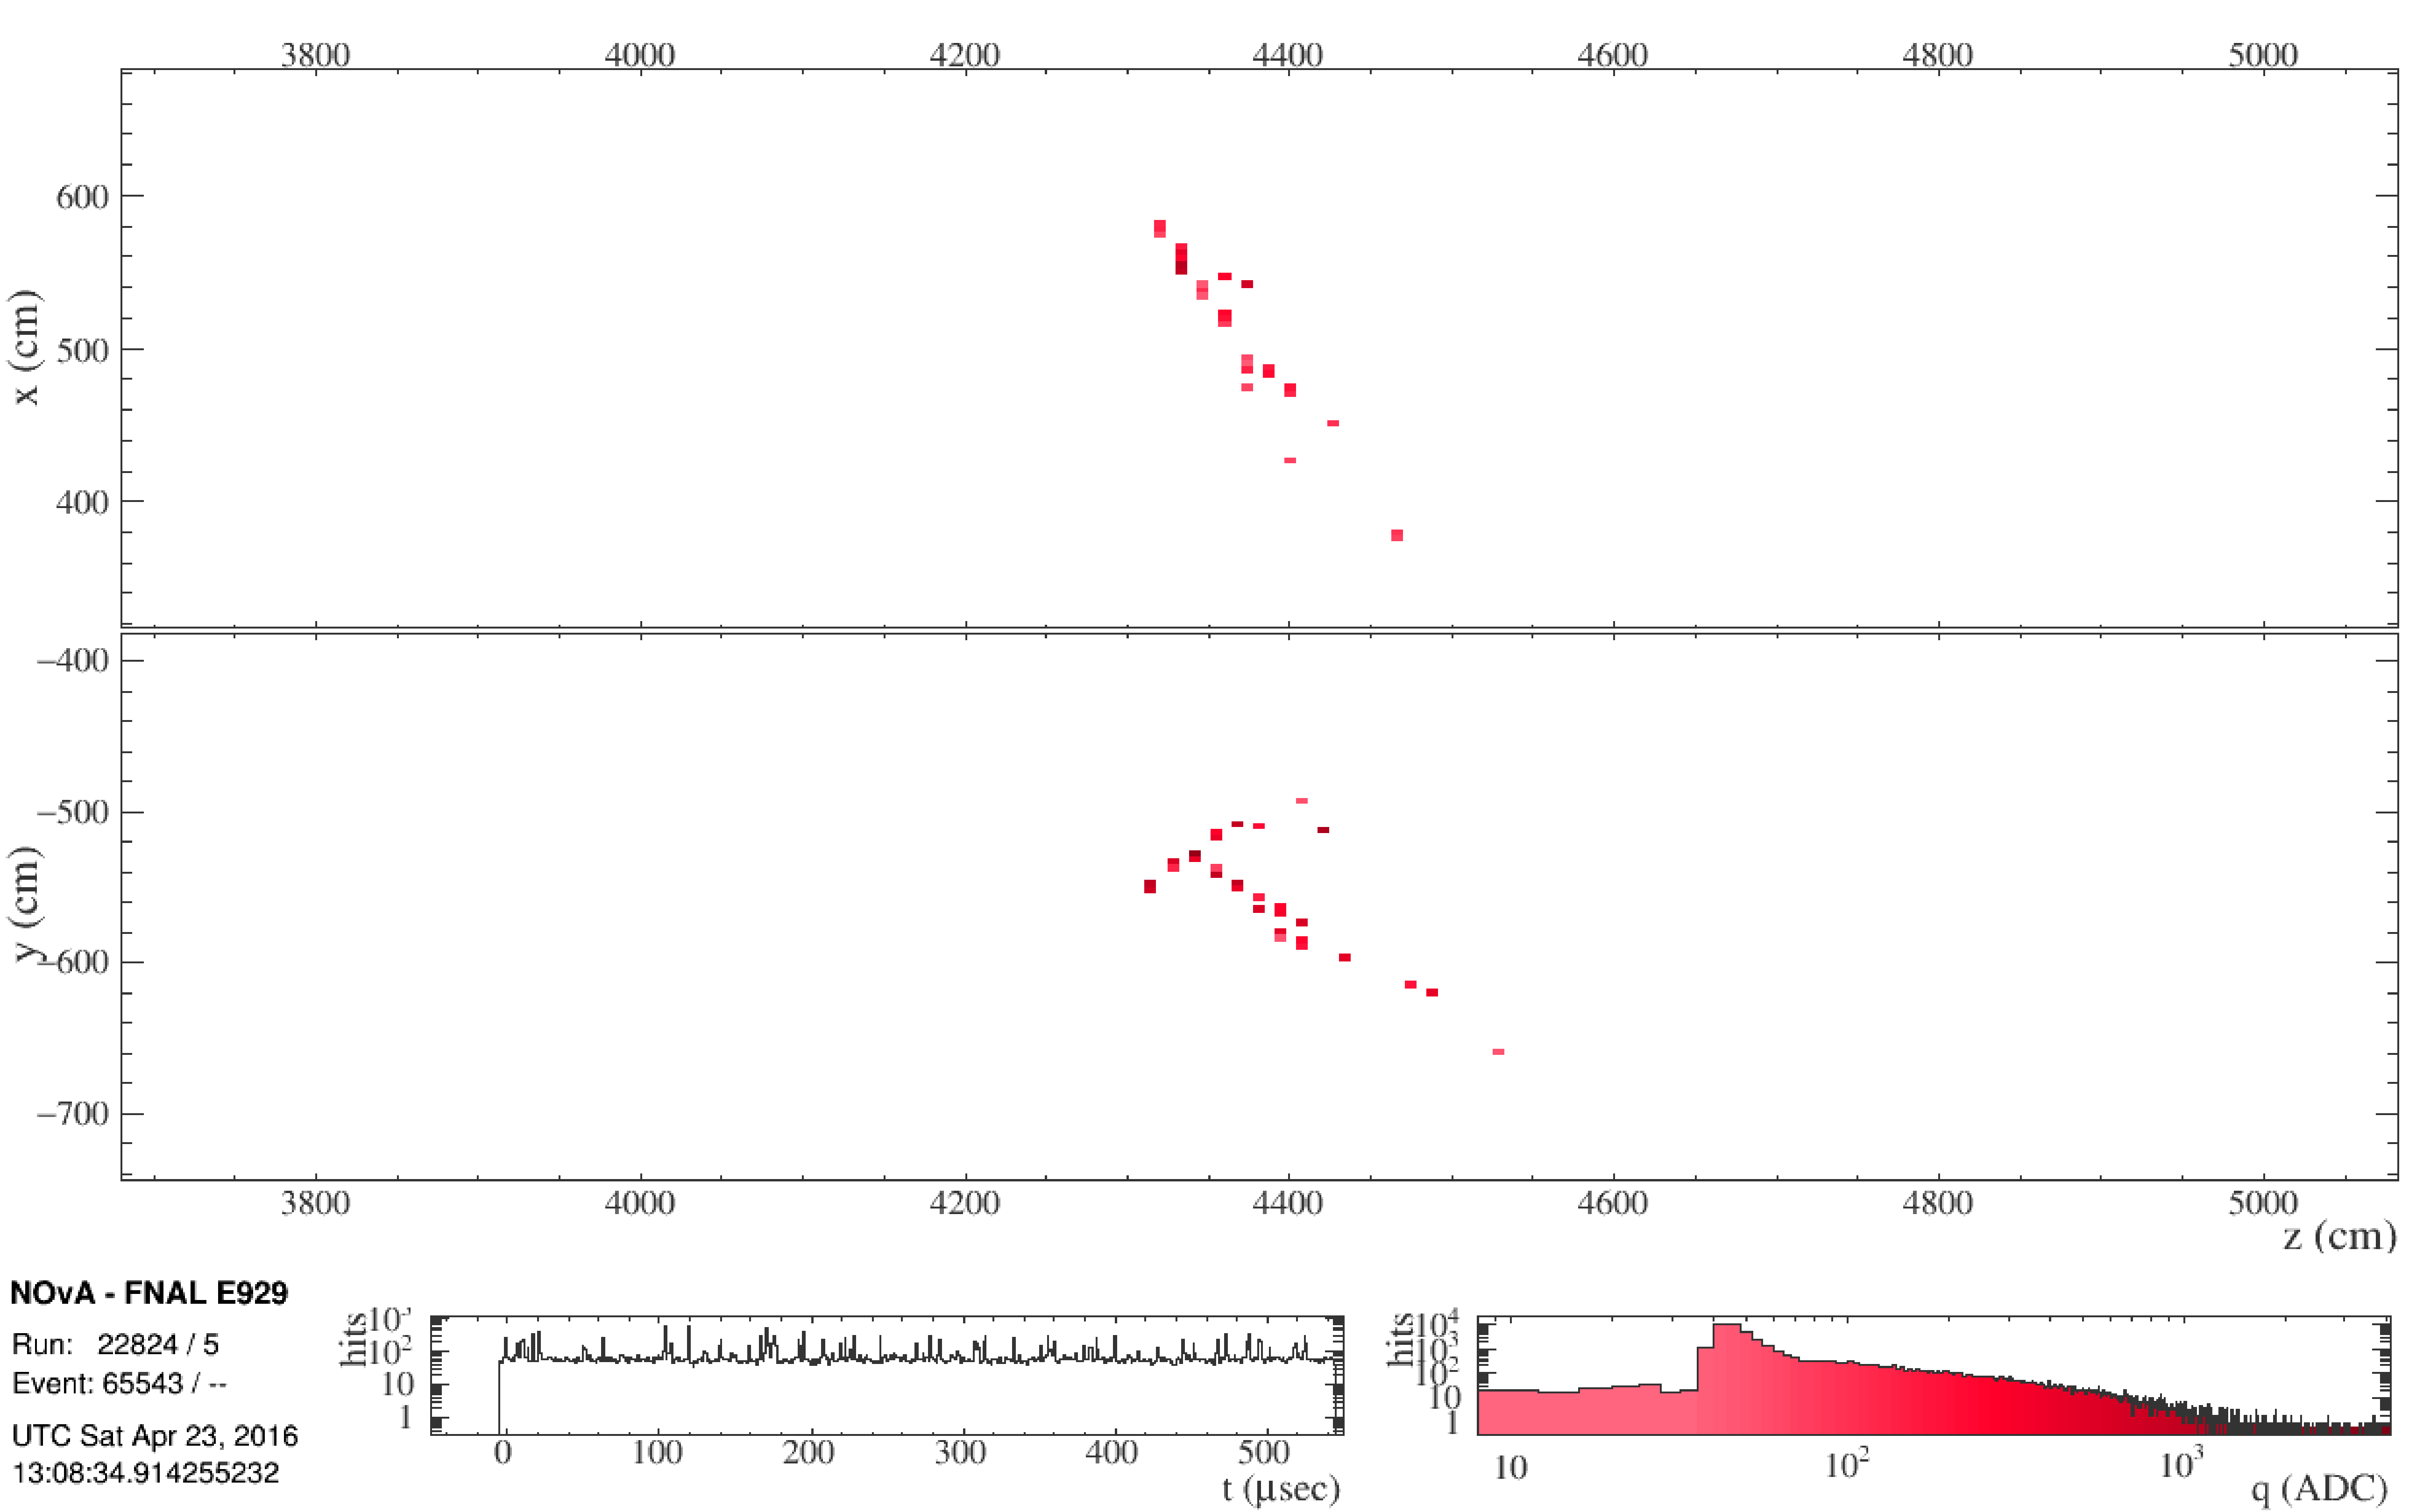 3800 4000 4200 4400 4600 4800 5000
x (cm)
600
500
400
y (cm)
−400
−500
−600
−700
3800 4000 4200 4400 4600 4800 5000
z (cm)
NOvA - FNAL E929
Run: 22824 / 5
Event: 65543 / --
UTC Sat Apr 23, 2016
13:08:34.914255232
hits
10²
10
1
0 100 200 300 400 500
t (μsec)
hits
10⁴
10³
10²
10
1
10 10² 10³
q (ADC)